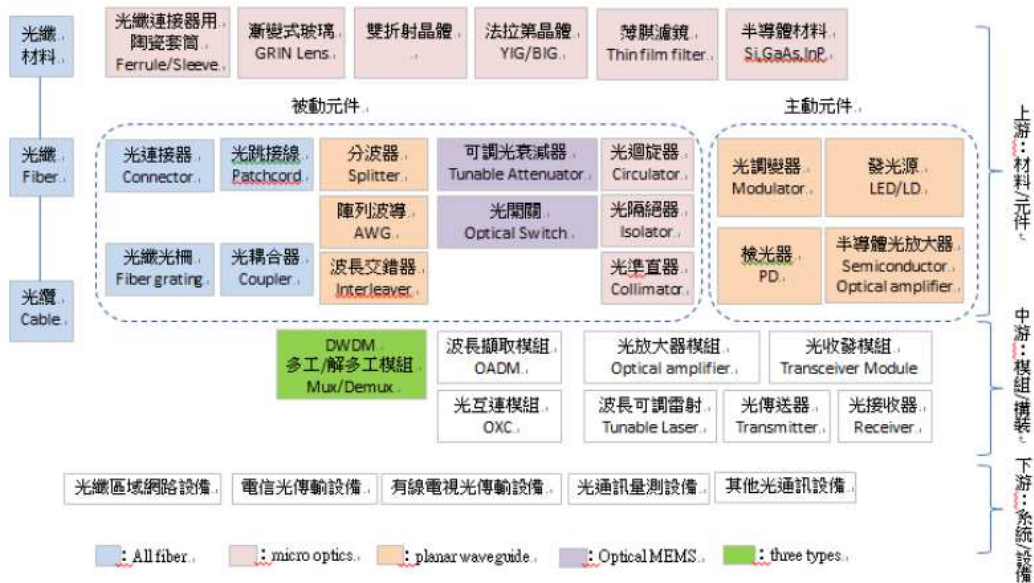 光纖
材料
光纖連接器用
陶瓷套筒
Ferrule/Sleeve
漸變式玻璃
GRIN Lens
雙折射晶體
法拉第晶體
YIG/BIG
薄膜濾鏡
Thin film filter
半導體材料
Si,GaAs,InP
被動元件
主動元件
光纖
Fiber
光連接器
Connector
光跳接線
Patchcord
分波器
Splitter
可調光衰減器
Tunable Attenuator
光迴旋器
Circulator
光調變器
Modulator
發光源
LED/LD
陣列波導
AWG
光開關
Optical Switch
光隔絕器
Isolator
光纖光柵
Fiber grating
光耦合器
Coupler
波長交錯器
Interleaver
光準直器
Collimator
檢光器
PD
半導體光放大器
Semiconductor
Optical amplifier
光纜
Cable
上游：材料/元件
DWDM
多工/解多工模組
Mux/Demux
波長擷取模組
OADM
光放大器模組
Optical amplifier
光收發模組
Transceiver Module
光互連模組
OXC
波長可調雷射
Tunable Laser
光傳送器
Transmitter
光接收器
Receiver
中游：模組/構裝
光纖區域網路設備
電信光傳輸設備
有線電視光傳輸設備
光通訊量測設備
其他光通訊設備
下游：系統/設備
：All fiber
：micro optics
：planar waveguide
：Optical MEMS
：three types